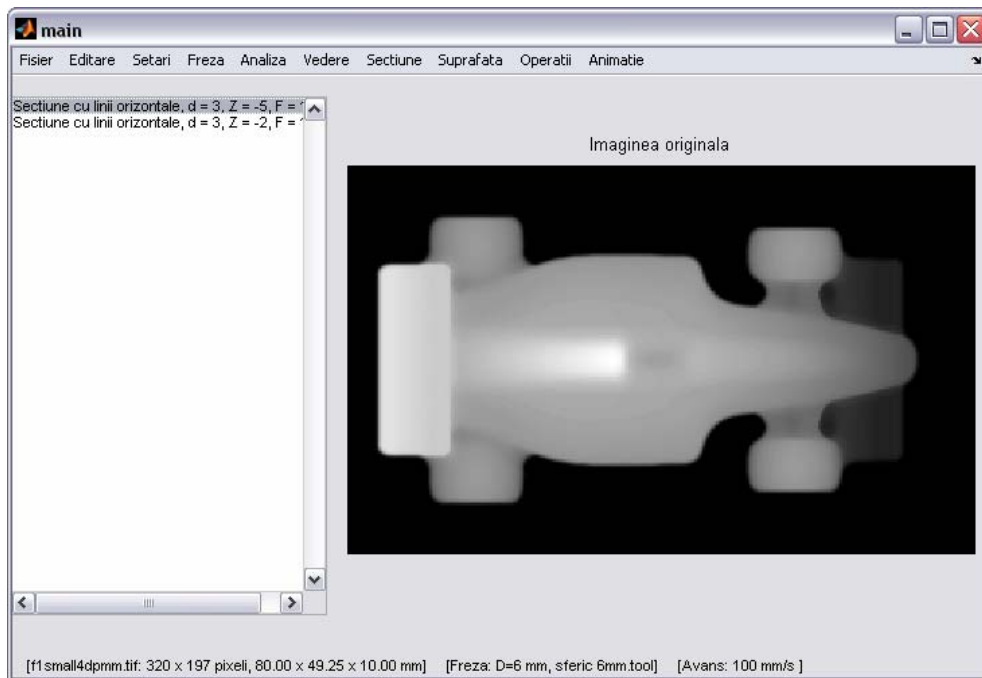 main
Fisier Editare Setari Freza Analiza Vedere Sectiune Suprafata Operatii Animatie
Sectiune cu linii orizontale, d = 3, Z = -5, F =
Sectiune cu linii orizontale, d = 3, Z = -2, F =
Imaginea originala
[f1small4dpmm.tif: 320 x 197 pixeli, 80.00 x 49.25 x 10.00 mm] [Freza: D=6 mm, sferic 6mm.tool] [Avans: 100 mm/s ]